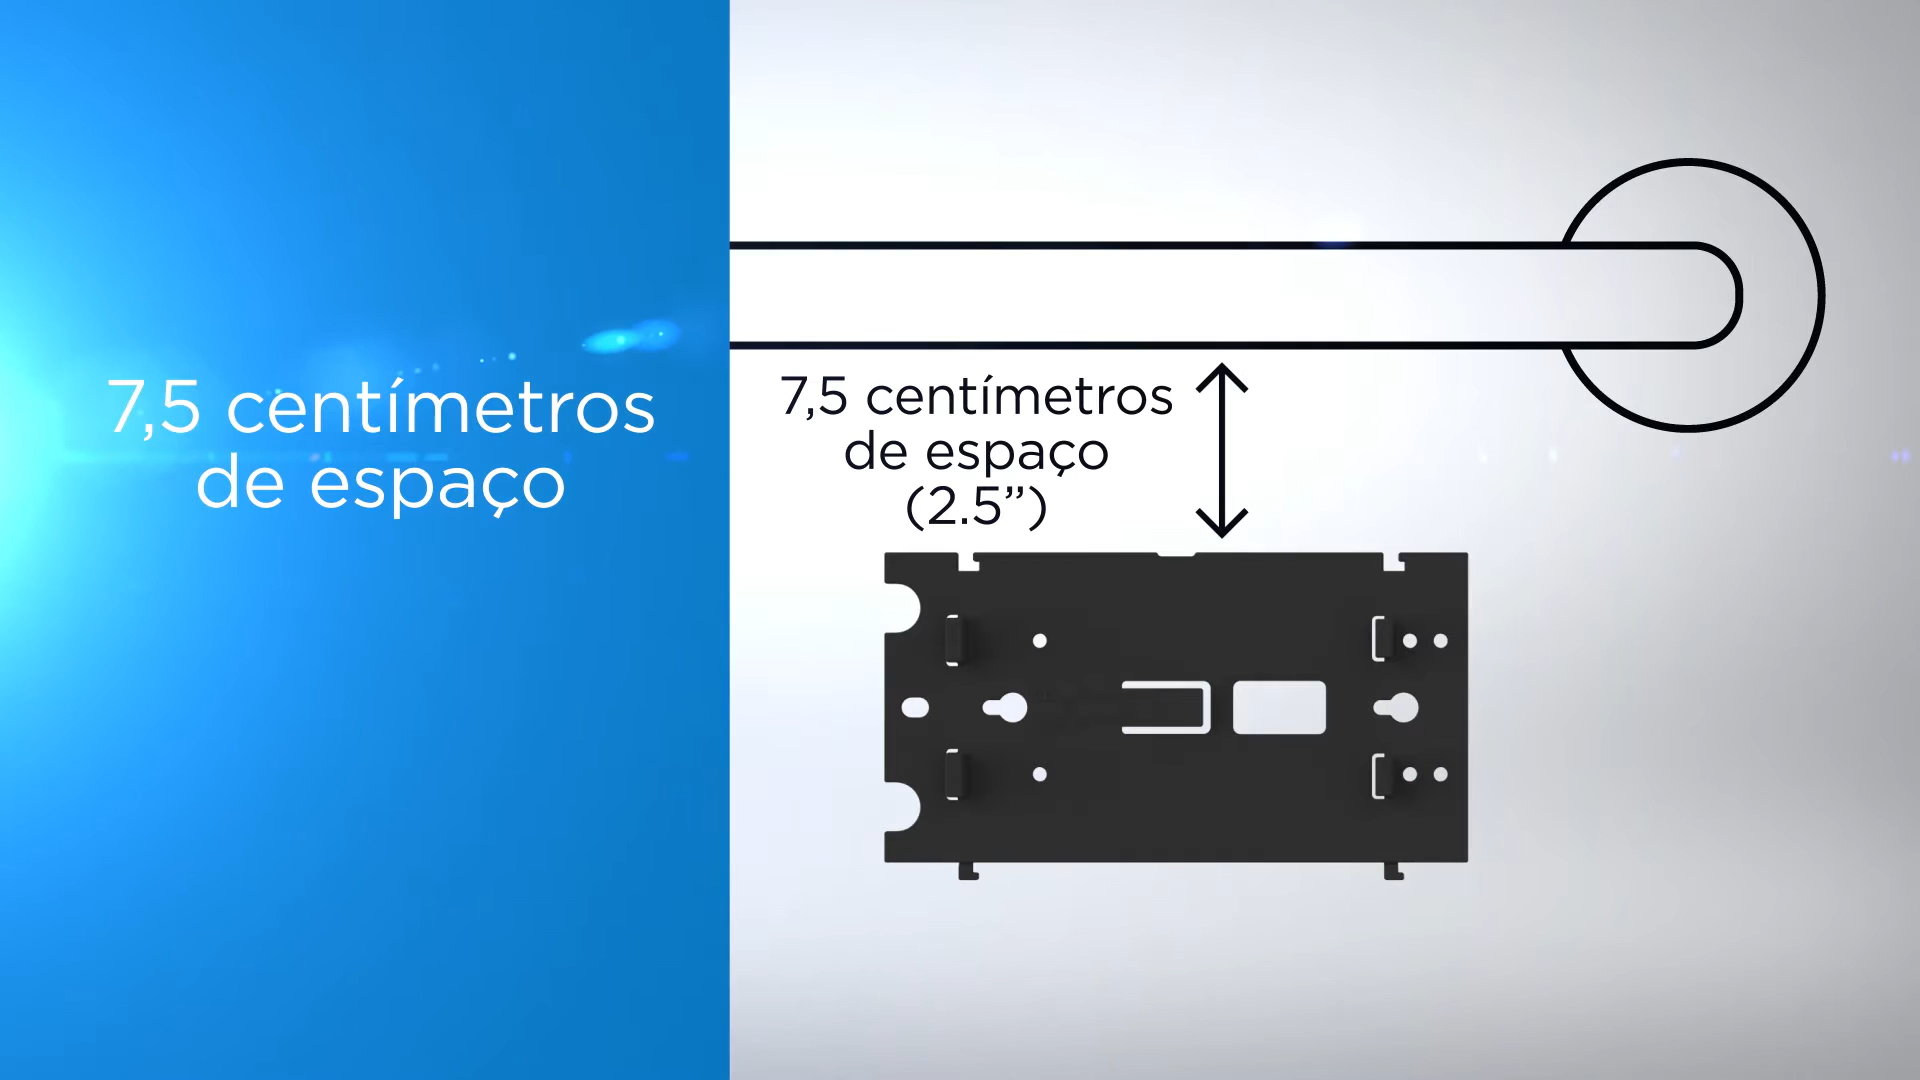 7,5 centímetros
de espaço
7,5 centímetros
de espaço
(2.5”)